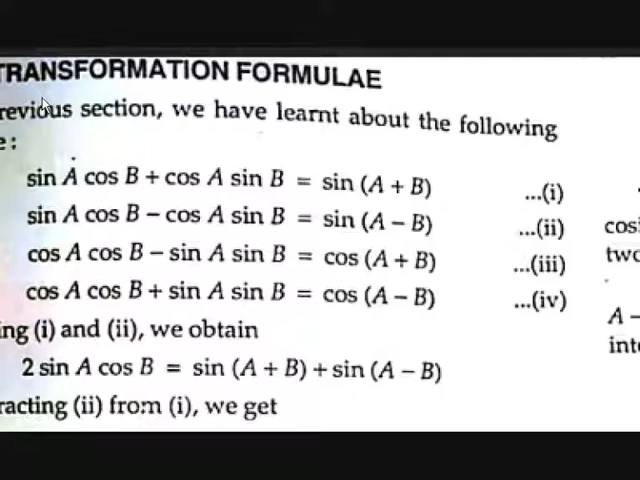 TRANSFORMATION FORMULAE
revious section, we have learnt about the following
e :
sin A cos B + cos A sin B = sin (A + B) ...(i)
sin A cos B − cos A sin B = sin (A − B) ...(ii)
cos A cos B − sin A sin B = cos (A + B) ...(iii)
cos A cos B + sin A sin B = cos (A − B) ...(iv)
ing (i) and (ii), we obtain
2 sin A cos B = sin (A + B) + sin (A − B)
racting (ii) from (i), we get
cosi
two
A −
inte